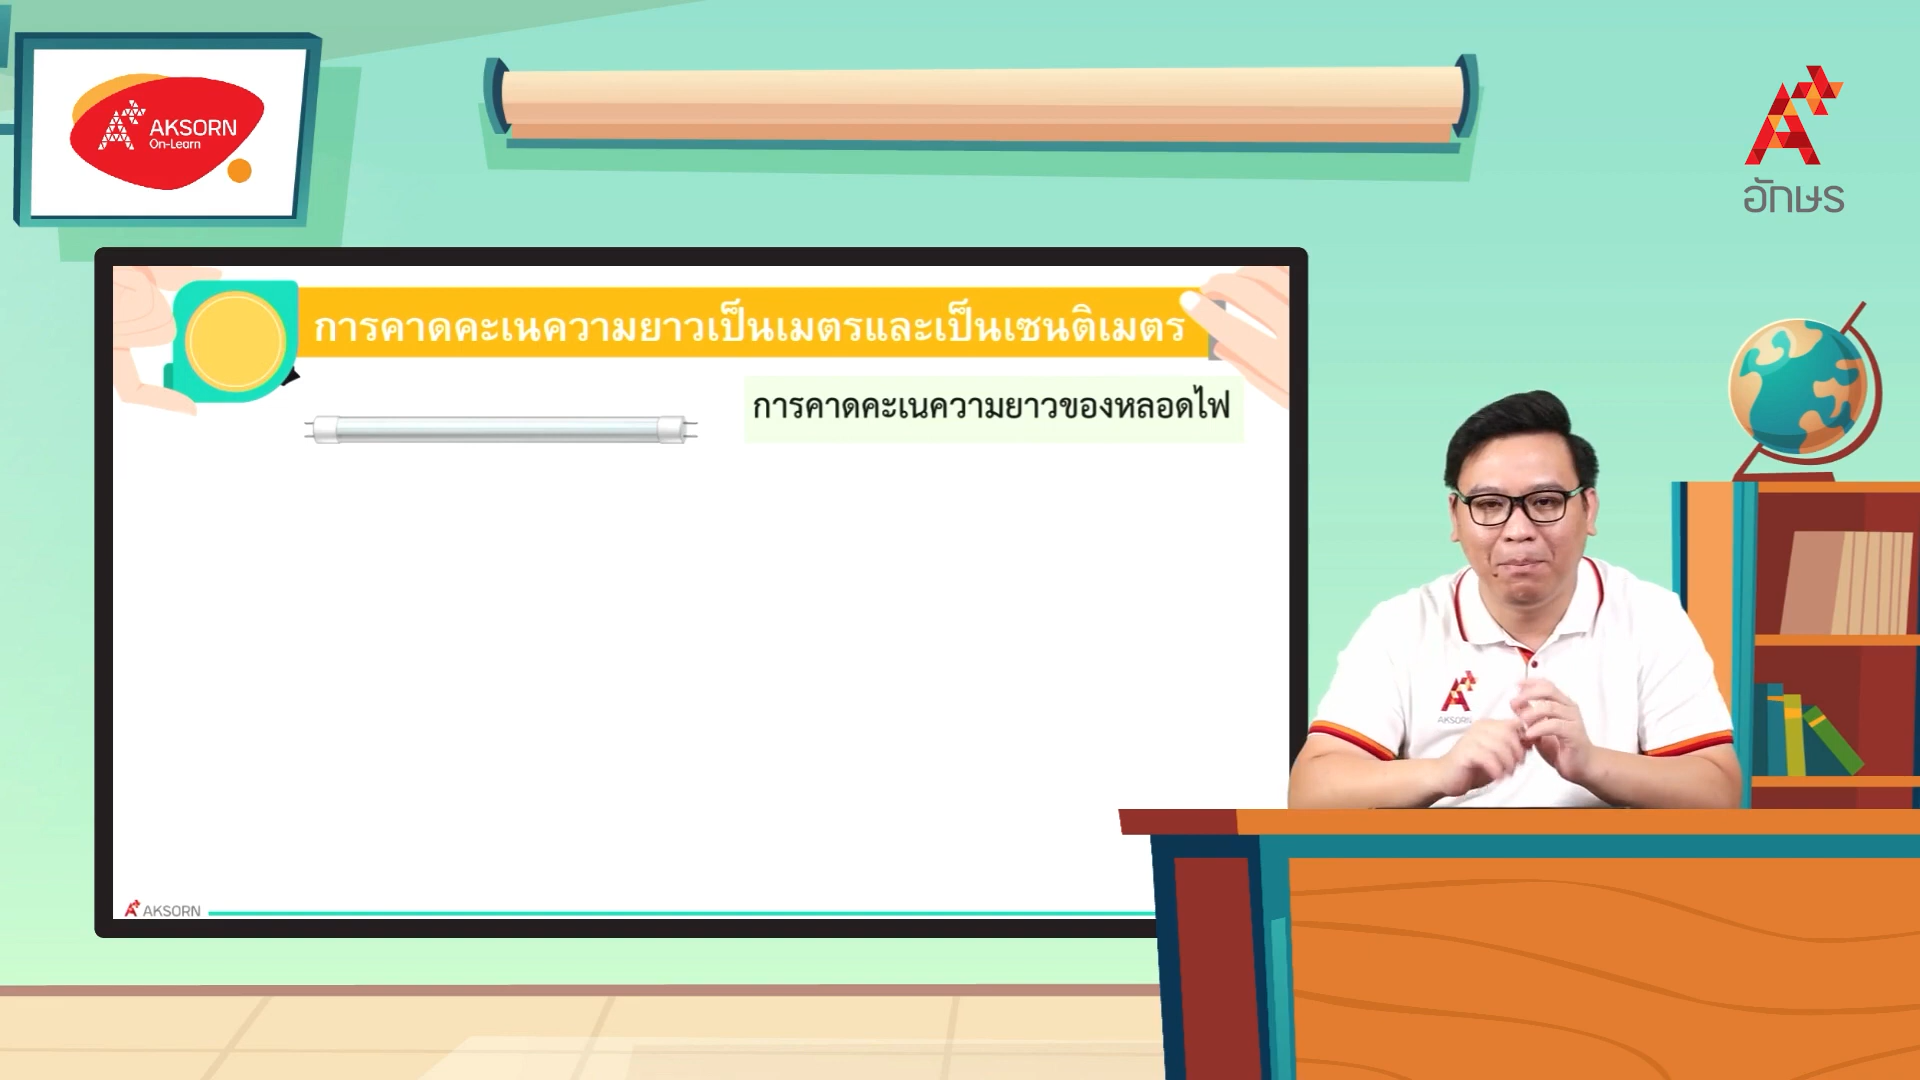 AKSORN
On-Learn
อักษร
การคาดคะเนความยาวเป็นเมตรและเป็นเซนติเมตร
การคาดคะเนความยาวของหลอดไฟ
AKSORN
AKSORN